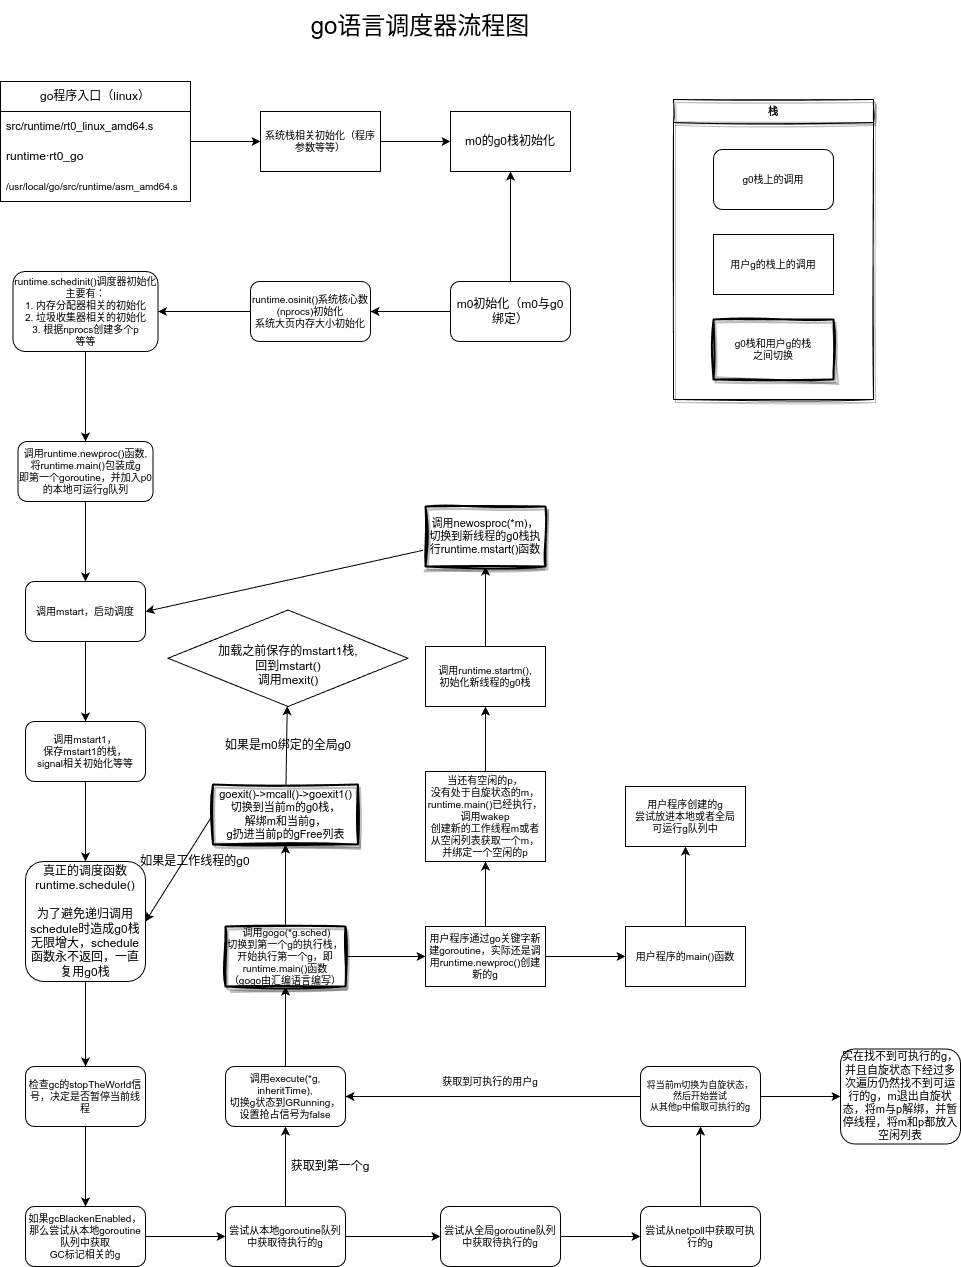 go语言调度器流程图
go程序入口（linux）
src/runtime/rt0_linux_amd64.s
runtime·rt0_go
/usr/local/go/src/runtime/asm_amd64.s
系统栈相关初始化（程序
参数等等）
m0的g0栈初始化
栈
g0栈上的调用
用户g的栈上的调用
g0栈和用户g的栈
之间切换
runtime.schedinit()调度器初始化
主要有：
1. 内存分配器相关的初始化
2. 垃圾收集器相关的初始化
3. 根据nprocs创建多个p
等等
runtime.osinit()系统核心数
(nprocs)初始化
系统大页内存大小初始化
m0初始化（m0与g0
绑定）
调用runtime.newproc()函数,
将runtime.main()包装成g
即第一个goroutine，并加入p0
的本地可运行g队列
调用newosproc(*m)，
切换到新线程的g0栈执
行runtime.mstart()函数
调用mstart，启动调度
加载之前保存的mstart1栈,
回到mstart()
调用mexit()
调用runtime.startm(),
初始化新线程的g0栈
调用mstart1，
保存mstart1的栈，
signal相关初始化等等
如果是m0绑定的全局g0
goexit()->mcall()->goexit1()
切换到当前m的g0栈，
解绑m和当前g，
g扔进当前p的gFree列表
当还有空闲的p，
没有处于自旋状态的m，
runtime.main()已经执行，
调用wakep
创建新的工作线程m或者
从空闲列表获取一个m，
并绑定一个空闲的p
用户程序创建的g
尝试放进本地或者全局
可运行g队列中
如果是工作线程的g0
真正的调度函数
runtime.schedule()
为了避免递归调用
schedule时造成g0栈
无限增大，schedule
函数永不返回，一直
复用g0栈
调用gogo(*g.sched)
切换到第一个g的执行栈，
开始执行第一个g，即
runtime.main()函数
（gogo由汇编语言编写）
用户程序通过go关键字新
建goroutine，实际还是调
用runtime.newproc()创建
新的g
用户程序的main()函数
检查gc的stopTheWorld信
号，决定是否暂停当前线
程
调用execute(*g,
inheritTime),
切换g状态到GRunning，
设置抢占信号为false
获取到可执行的用户g
将当前m切换为自旋状态，
然后开始尝试
从其他p中偷取可执行的g
实在找不到可执行的g，
并且自旋状态下经过多
次遍历仍然找不到可运
行的g，m退出自旋状
态，将m与p解绑，并暂
停线程，将m和p都放入
空闲列表
获取到第一个g
如果gcBlackenEnabled，
那么尝试从本地goroutine
队列中获取
GC标记相关的g
尝试从本地goroutine队列
中获取待执行的g
尝试从全局goroutine队列
中获取待执行的g
尝试从netpoll中获取可执
行的g